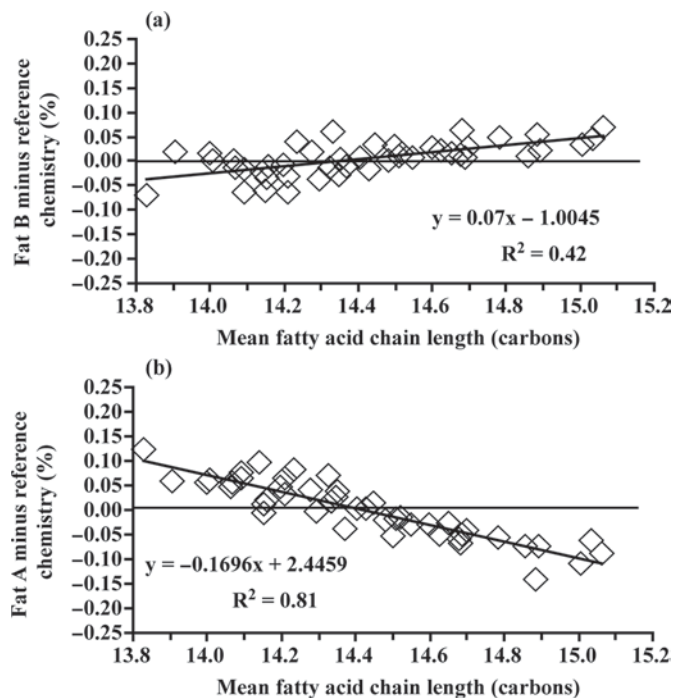 (a)
Fat B minus reference
chemistry (%)
0.25
0.20
0.15
0.10
0.05
0.00
−0.05
−0.10
−0.15
−0.20
−0.25
y = 0.07x − 1.0045
R² = 0.42
13.8 14.0 14.2 14.4 14.6 14.8 15.0 15.2
Mean fatty acid chain length (carbons)
(b)
Fat A minus reference
chemistry (%)
0.25
0.20
0.15
0.10
0.05
0.00
−0.05
−0.10
−0.15
−0.20
−0.25
y = −0.1696x + 2.4459
R² = 0.81
13.8 14.0 14.2 14.4 14.6 14.8 15.0 15.2
Mean fatty acid chain length (carbons)